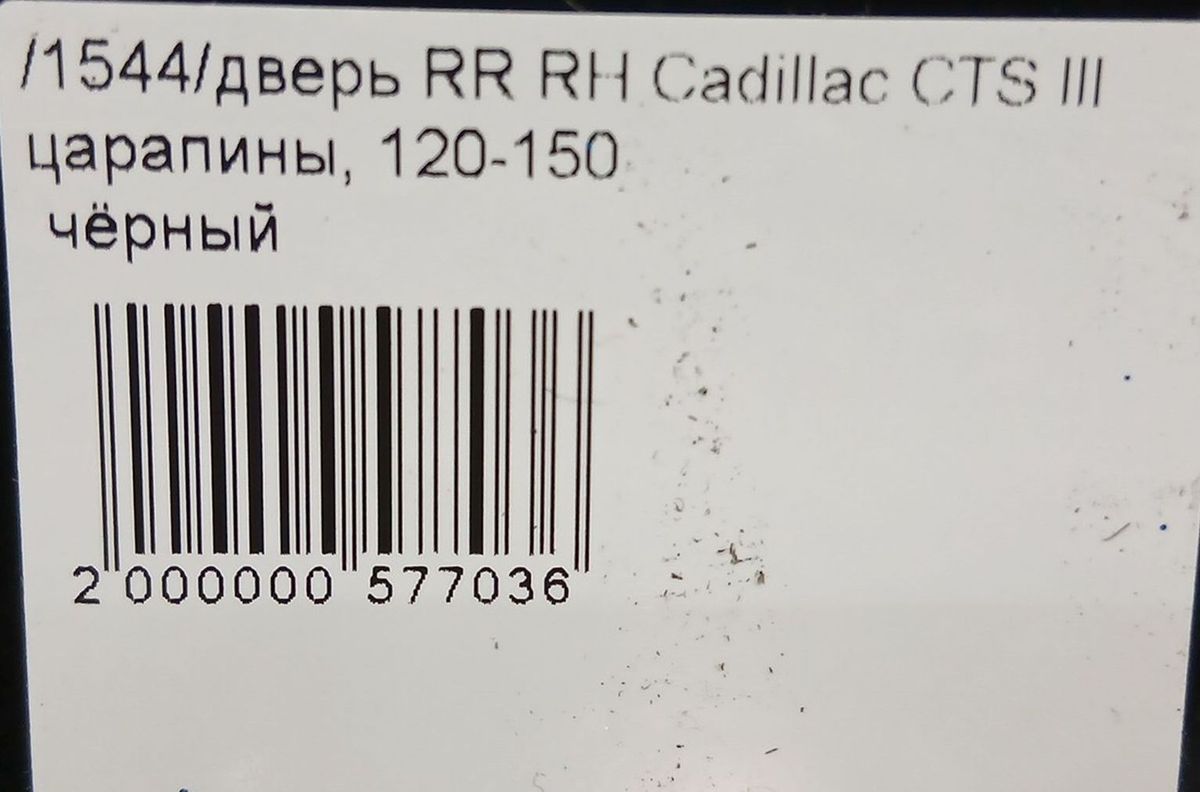 /1544/дверь RR RH Cadillac CTS III
царапины, 120-150
чёрный
2 000000 577036